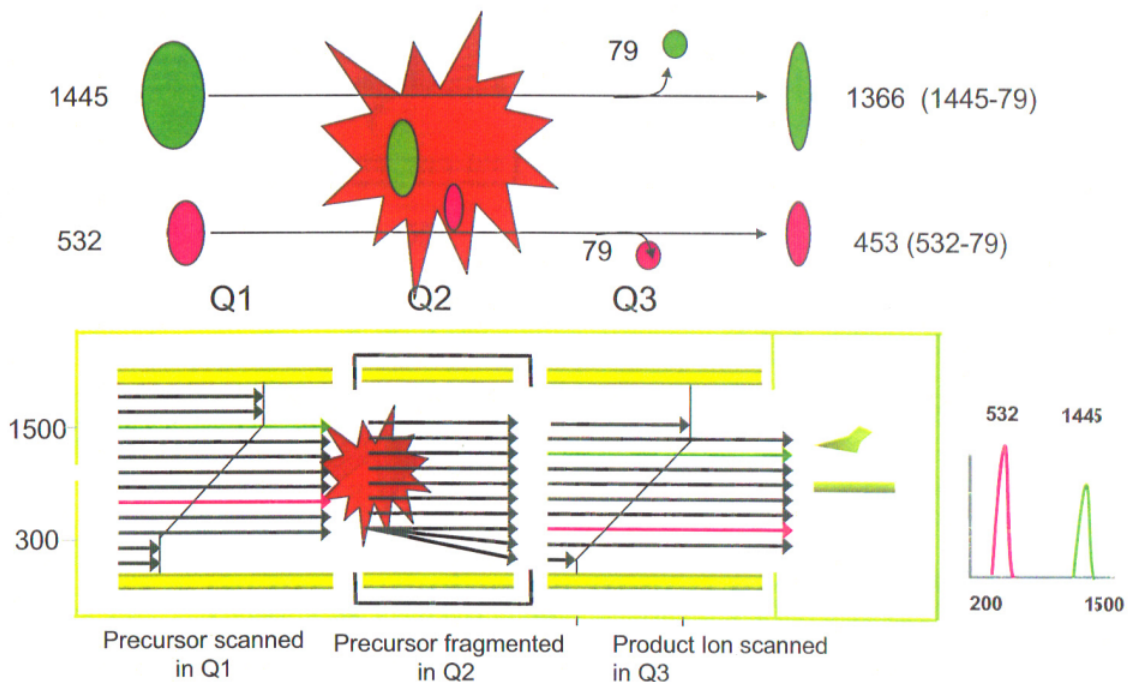 79
1445
1366 (1445-79)
532
79
453 (532-79)
Q1
Q2
Q3
1500
300
532
1445
200
1500
Precursor scanned
in Q1
Precursor fragmented
in Q2
Product Ion scanned
in Q3